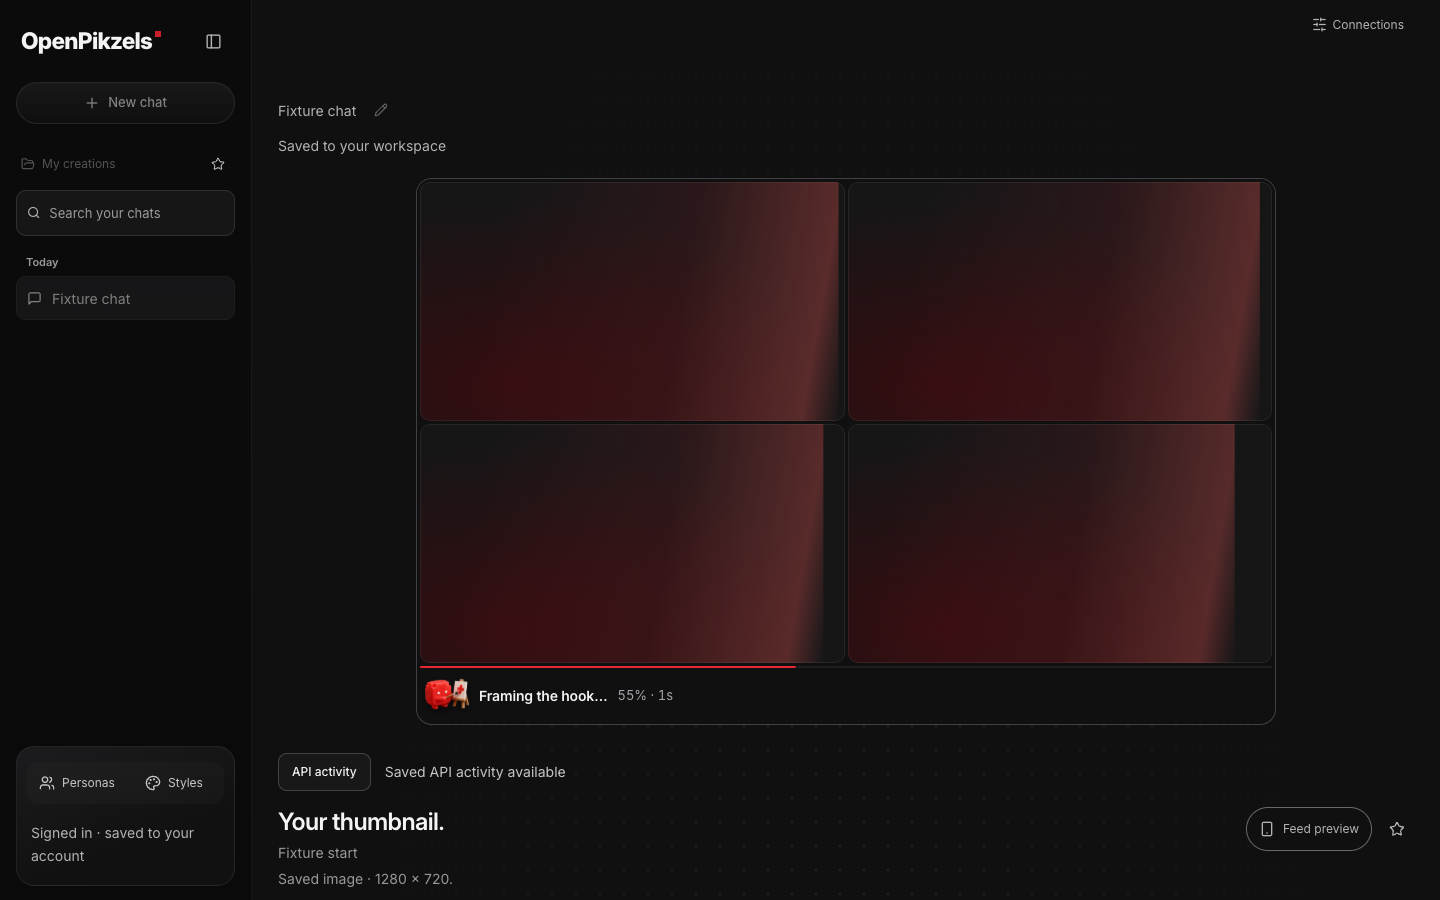 OpenPikzels
Connections
New chat
My creations
Search your chats
Today
Fixture chat
Fixture chat
Saved to your workspace
Framing the hook... 55% · 1s
API activity Saved API activity available
Your thumbnail.
Feed preview
Fixture start
Saved image · 1280 × 720.
Personas Styles
Signed in · saved to your
account